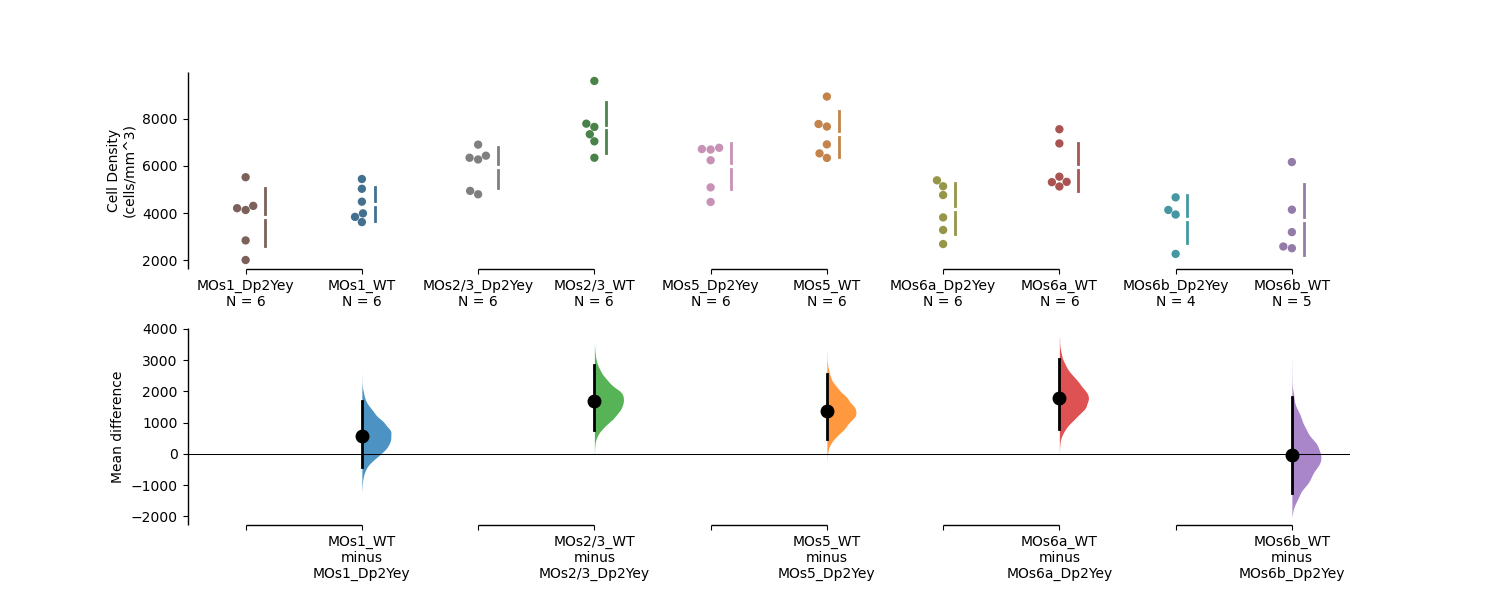 Cell Density
(cells/mm^3)
8000
6000
4000
2000
MOs1_Dp2Yey
N = 6
MOs1_WT
N = 6
MOs2/3_Dp2Yey
N = 6
MOs2/3_WT
N = 6
MOs5_Dp2Yey
N = 6
MOs5_WT
N = 6
MOs6a_Dp2Yey
N = 6
MOs6a_WT
N = 6
MOs6b_Dp2Yey
N = 4
MOs6b_WT
N = 5
Mean difference
4000
3000
2000
1000
0
−1000
−2000
MOs1_WT
minus
MOs1_Dp2Yey
MOs2/3_WT
minus
MOs2/3_Dp2Yey
MOs5_WT
minus
MOs5_Dp2Yey
MOs6a_WT
minus
MOs6a_Dp2Yey
MOs6b_WT
minus
MOs6b_Dp2Yey